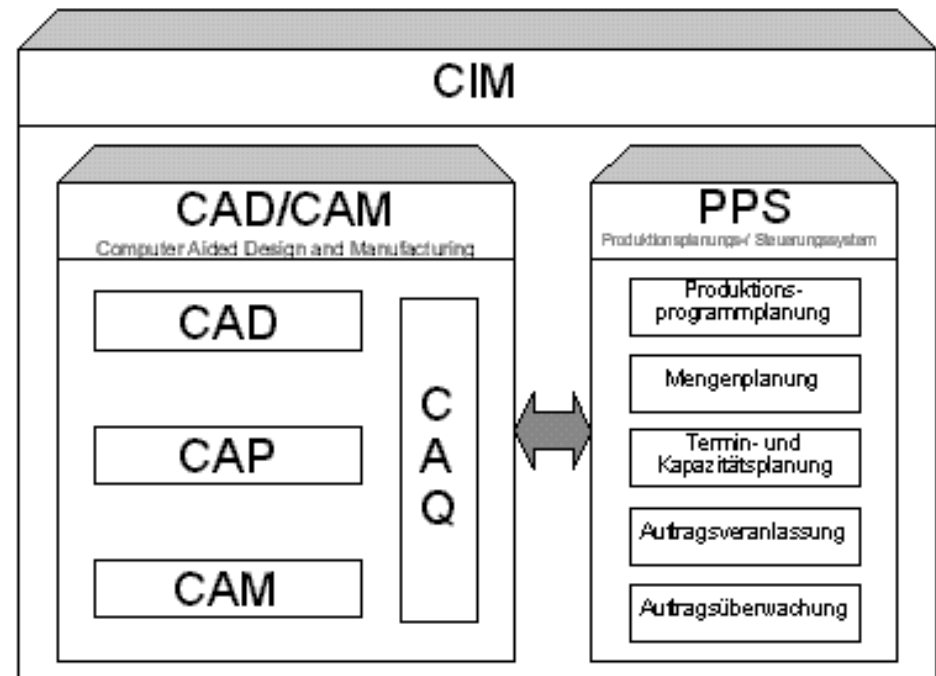 CIM
CAD/CAM
Computer Aided Design and Manufacturing
CAD
CAP
CAM
C
A
Q
PPS
Produktionsplanungs-/ Steuerungssystem
Produktions-
programmplanung
Mengenplanung
Termin- und
Kapazitätsplanung
Auftragsveranlassung
Auftragsüberwachung